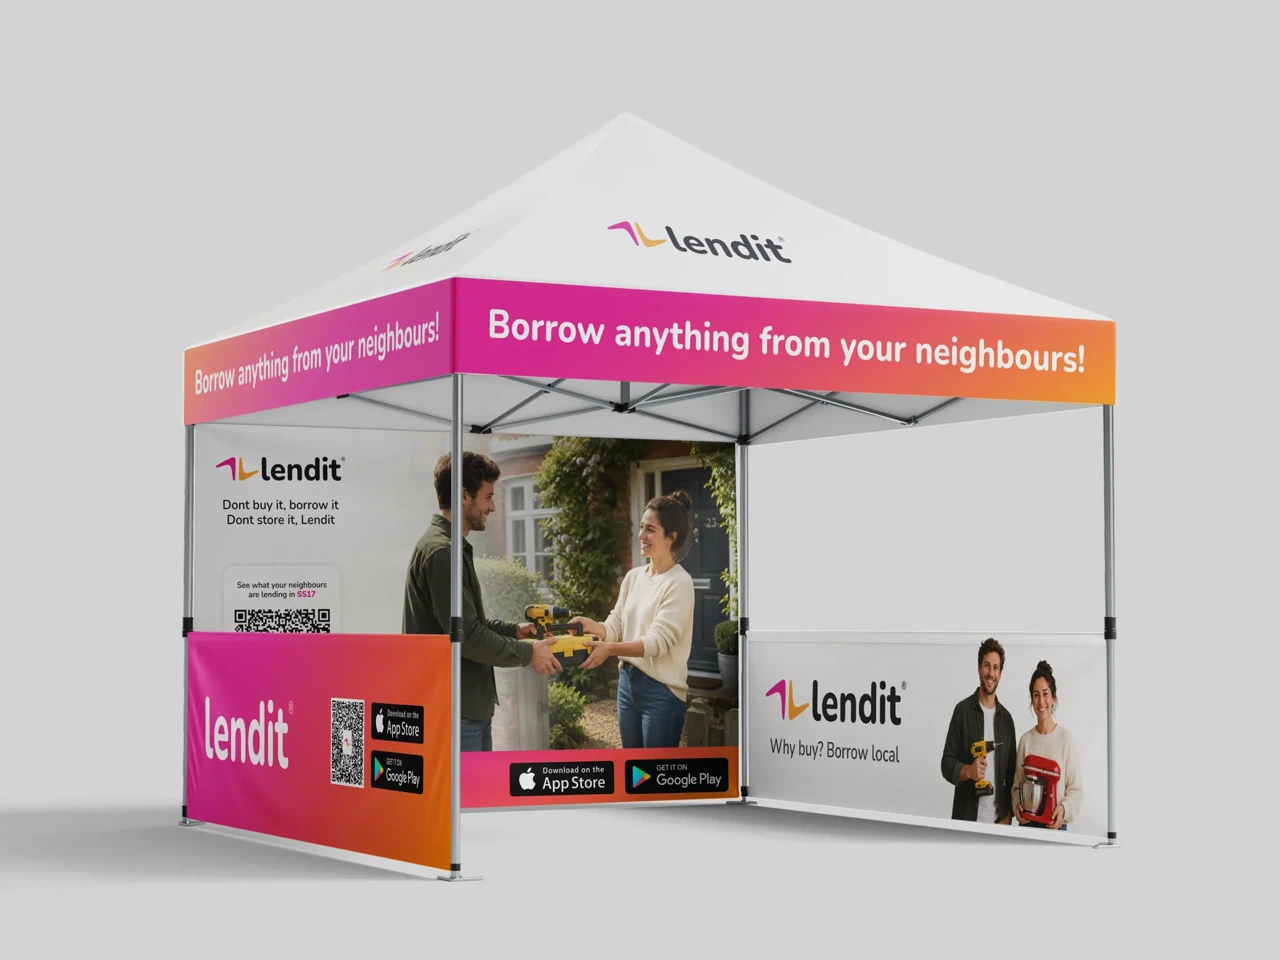 lendit®
lendit
Borrow anything from your neighbours!
Borrow anything from your neighbours!
lendit®
Dont buy it, borrow it
Dont store it, Lendit
See what your neighbours
are lending in SS17
23
lendit®
Download on the
App Store
GET IT ON
Google Play
Download on the
App Store
GET IT ON
Google Play
lendit®
Why buy? Borrow local